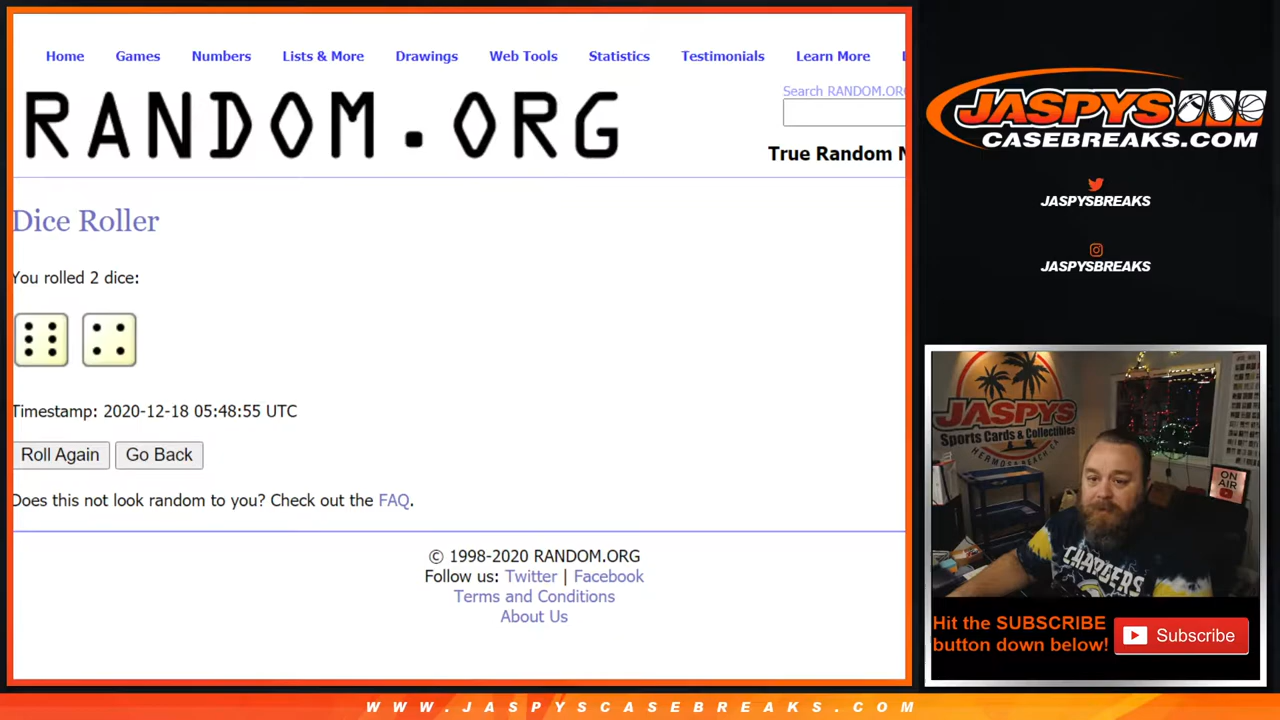 Home Games Numbers Lists & More Drawings Web Tools Statistics Testimonials Learn More
RANDOM.ORG
Search RANDOM.ORG
True Random N
Dice Roller
You rolled 2 dice:
Timestamp: 2020-12-18 05:48:55 UTC
Roll Again Go Back
Does this not look random to you? Check out the FAQ.
© 1998-2020 RANDOM.ORG
Follow us: Twitter | Facebook
Terms and Conditions
About Us
JASPYS
CASEBREAKS.COM
JASPYSBREAKS
JASPYSBREAKS
JASPYS
Sports Cards & Collectibles
HERMOSA BEACH, CA
ON
AIR
CHARGERS
Hit the SUBSCRIBE
button down below!
Subscribe
WWW.JASPYSCASEBREAKS.COM